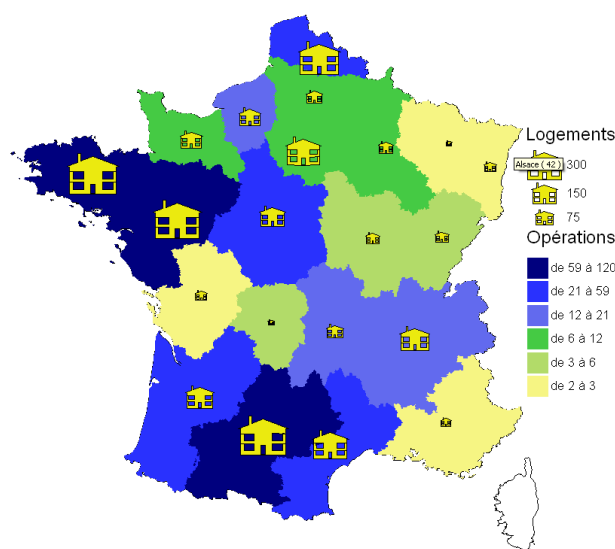 Logements
Alsace ( 42 )
300
150
75
Opérations
de 59 à 120
de 21 à 59
de 12 à 21
de 6 à 12
de 3 à 6
de 2 à 3